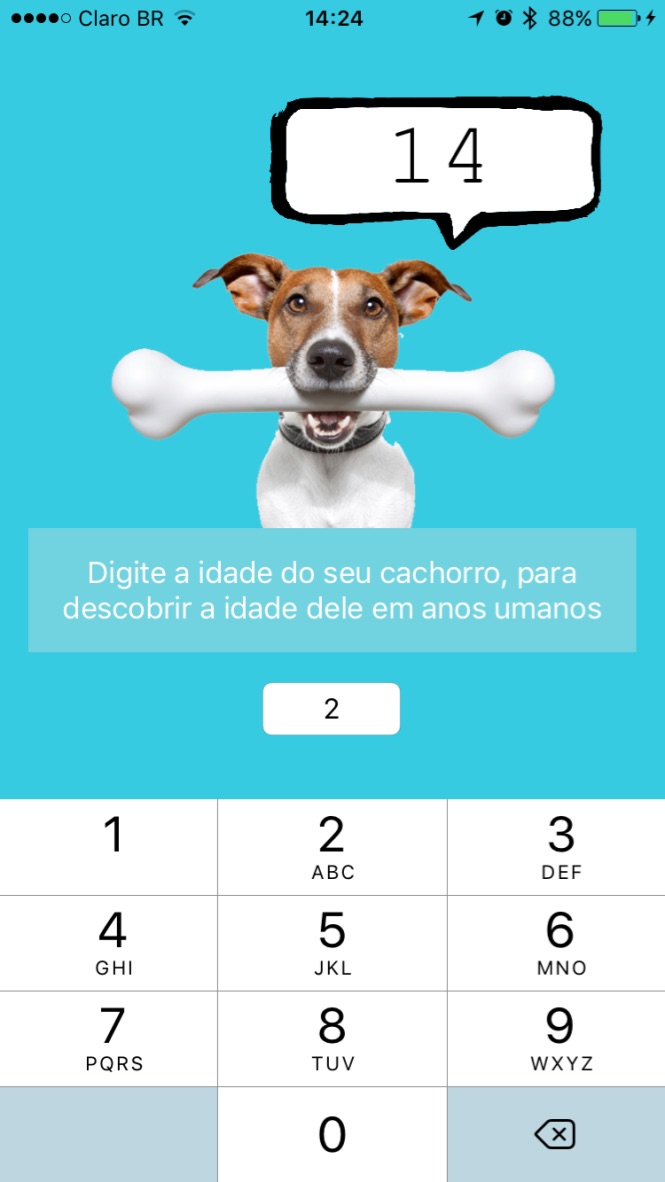 Claro BR 14:24 88%
14
Digite a idade do seu cachorro, para
descobrir a idade dele em anos umanos
2
1 2 3
ABC DEF
4 5 6
GHI JKL MNO
7 8 9
PQRS TUV WXYZ
0